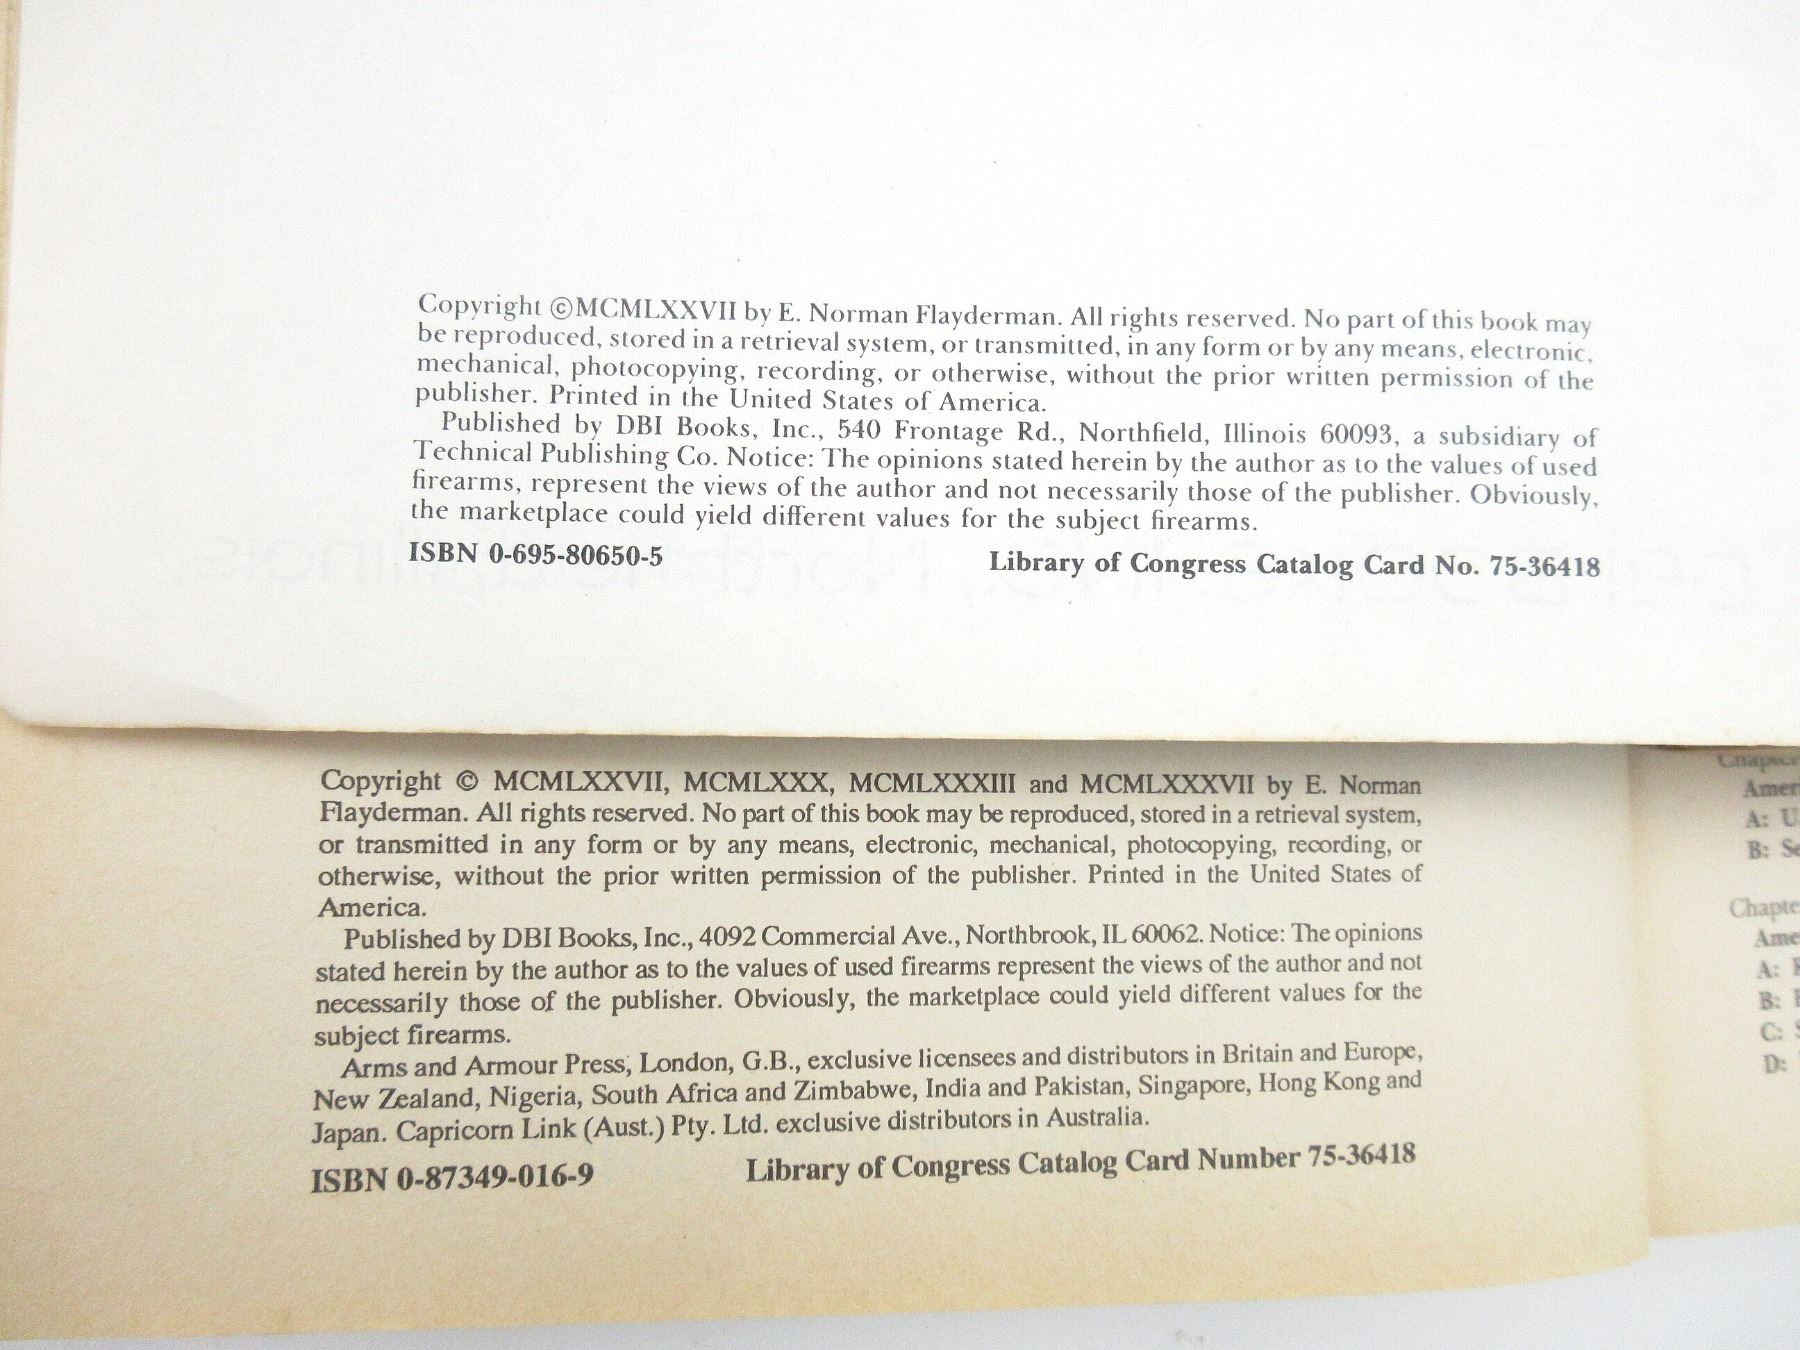 Copyright ©MCMLXXVII by E. Norman Flayderman. All rights reserved. No part of this book may
be reproduced, stored in a retrieval system, or transmitted, in any form or by any means, electronic,
mechanical, photocopying, recording, or otherwise, without the prior written permission of the
publisher. Printed in the United States of America.
Published by DBI Books, Inc., 540 Frontage Rd., Northfield, Illinois 60093, a subsidiary of
Technical Publishing Co. Notice: The opinions stated herein by the author as to the values of used
firearms, represent the views of the author and not necessarily those of the publisher. Obviously,
the marketplace could yield different values for the subject firearms.
ISBN 0-695-80650-5 Library of Congress Catalog Card No. 75-36418
Copyright © MCMLXXVII, MCMLXXX, MCMLXXXIII and MCMLXXXVII by E. Norman
Flayderman. All rights reserved. No part of this book may be reproduced, stored in a retrieval system,
or transmitted in any form or by any means, electronic, mechanical, photocopying, recording, or
otherwise, without the prior written permission of the publisher. Printed in the United States of
America.
Published by DBI Books, Inc., 4092 Commercial Ave., Northbrook, IL 60062. Notice: The opinions
stated herein by the author as to the values of used firearms represent the views of the author and not
necessarily those of the publisher. Obviously, the marketplace could yield different values for the
subject firearms.
Arms and Armour Press, London, G.B., exclusive licensees and distributors in Britain and Europe,
New Zealand, Nigeria, South Africa and Zimbabwe, India and Pakistan, Singapore, Hong Kong and
Japan. Capricorn Link (Aust.) Pty. Ltd. exclusive distributors in Australia.
ISBN 0-87349-016-9 Library of Congress Catalog Card Number 75-36418
A:
B:
A:
B:
C:
D: